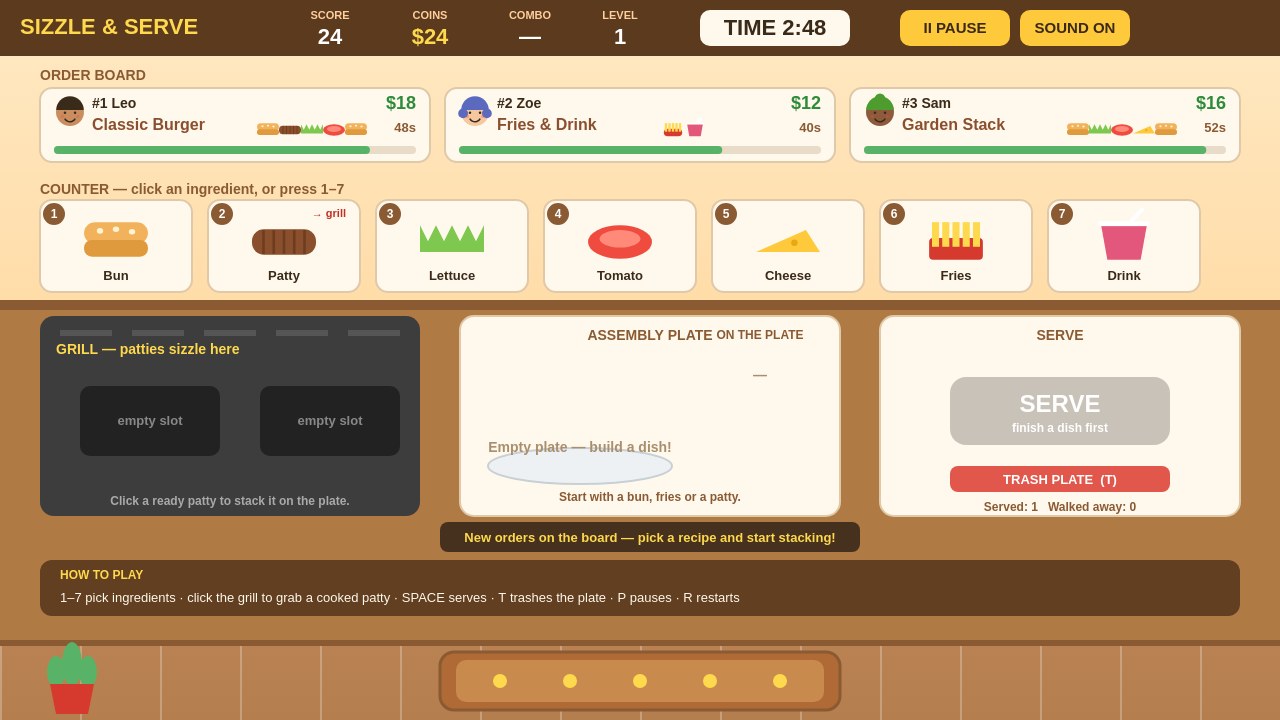 SIZZLE & SERVE
SCORE
24
COINS
$24
COMBO
—
LEVEL
1
TIME 2:48
II PAUSE
SOUND ON
ORDER BOARD
#1 Leo
$18
Classic Burger
48s
#2 Zoe
$12
Fries & Drink
40s
#3 Sam
$16
Garden Stack
52s
COUNTER — click an ingredient, or press 1–7
1
Bun
2
→ grill
Patty
3
Lettuce
4
Tomato
5
Cheese
6
Fries
7
Drink
GRILL — patties sizzle here
empty slot
empty slot
Click a ready patty to stack it on the plate.
ASSEMBLY PLATE ON THE PLATE
—
Empty plate — build a dish!
Start with a bun, fries or a patty.
SERVE
SERVE
finish a dish first
TRASH PLATE (T)
Served: 1 Walked away: 0
New orders on the board — pick a recipe and start stacking!
HOW TO PLAY
1–7 pick ingredients · click the grill to grab a cooked patty · SPACE serves · T trashes the plate · P pauses · R restarts